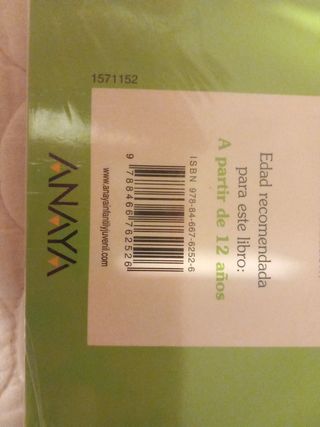 1571152
Edad recomendada
para este libro:
A partir de 12 años
ISBN 978-84-667-6252-6
9 788466 762526
www.anayainfantilyjuvenil.com
ANAYA